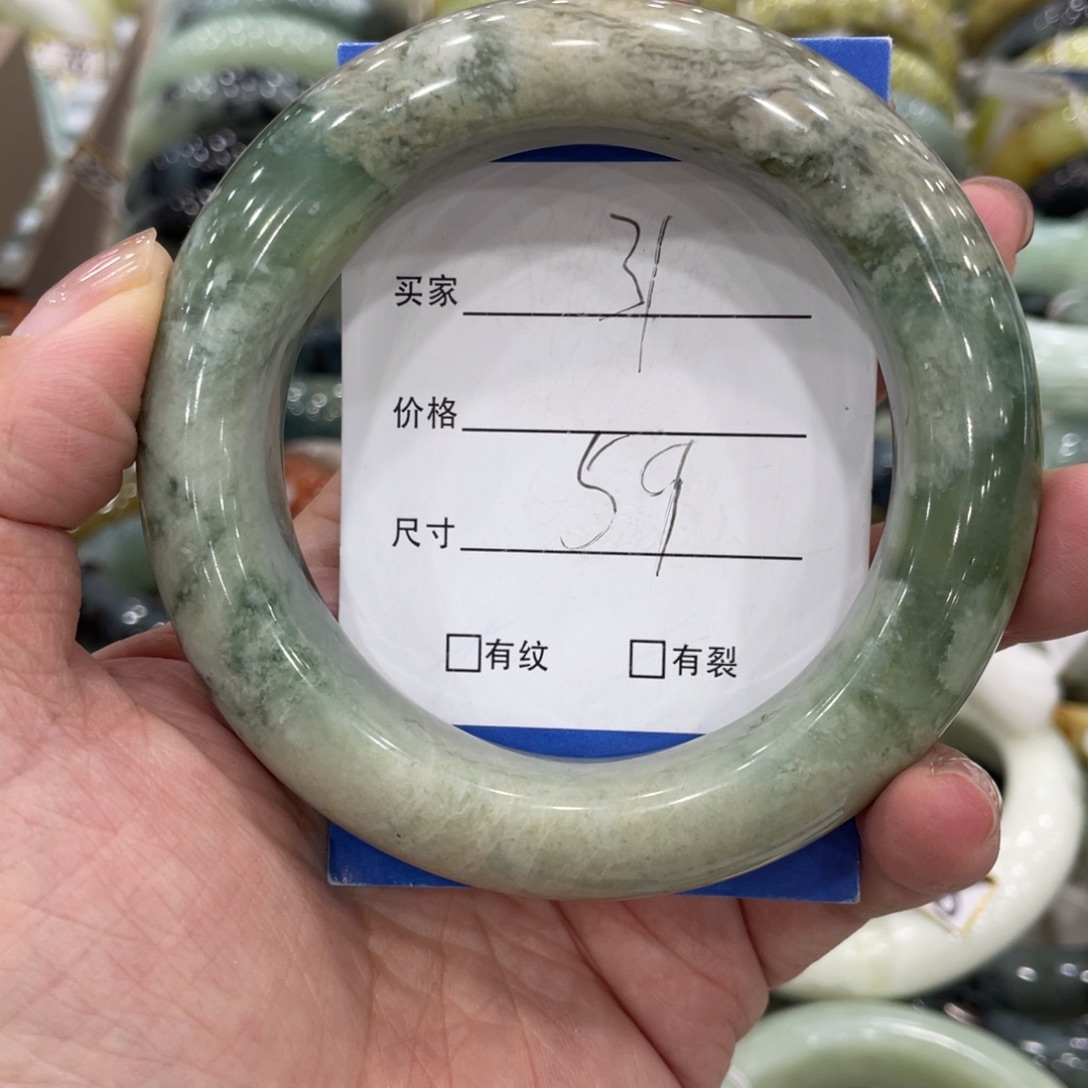 买家 31
价格
尺寸 59
□有纹 □有裂